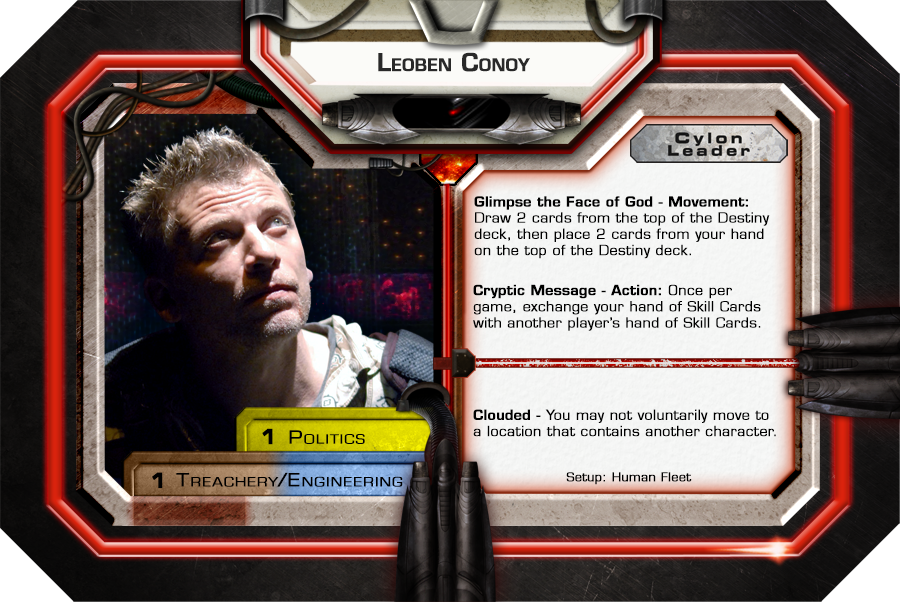 Leoben Conoy
Cylon
Leader
Glimpse the Face of God - Movement:
Draw 2 cards from the top of the Destiny
deck, then place 2 cards from your hand
on the top of the Destiny deck.
Cryptic Message - Action: Once per
game, exchange your hand of Skill Cards
with another player's hand of Skill Cards.
Clouded - You may not voluntarily move to
a location that contains another character.
Setup: Human Fleet
1 Politics
1 Treachery/Engineering